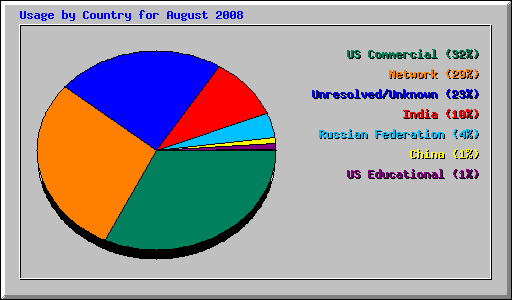 Usage by Country for August 2008
US Commercial (32%)
Network (29%)
Unresolved/Unknown (23%)
India (10%)
Russian Federation (4%)
China (1%)
US Educational (1%)